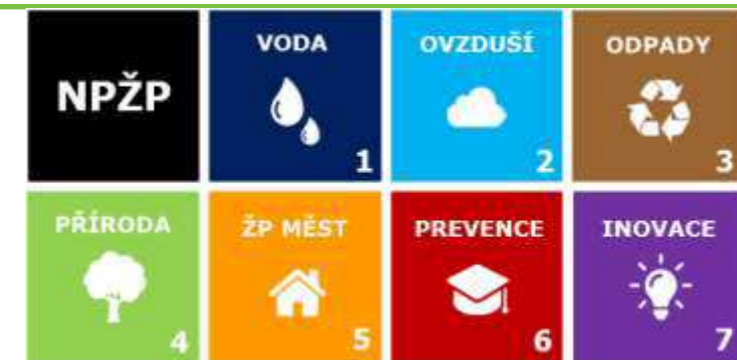 NPŽP
VODA
1
OVZDUŠÍ
2
ODPADY
3
PŘÍRODA
4
ŽP MĚST
5
PREVENCE
6
INOVACE
7